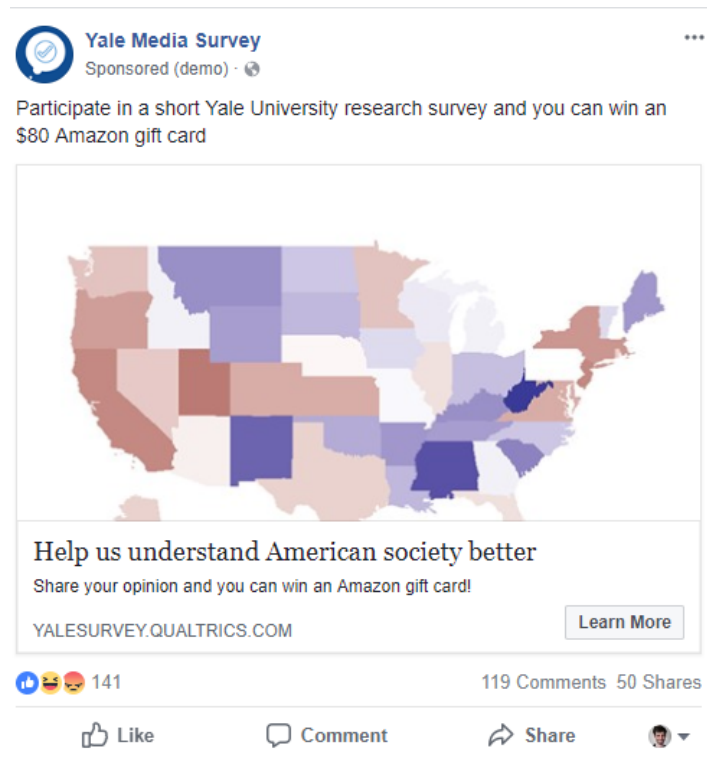 Yale Media Survey
Sponsored (demo) ·
Participate in a short Yale University research survey and you can win an
$80 Amazon gift card
Help us understand American society better
Share your opinion and you can win an Amazon gift card!
YALESURVEY.QUALTRICS.COM
Learn More
141
119 Comments 50 Shares
Like
Comment
Share